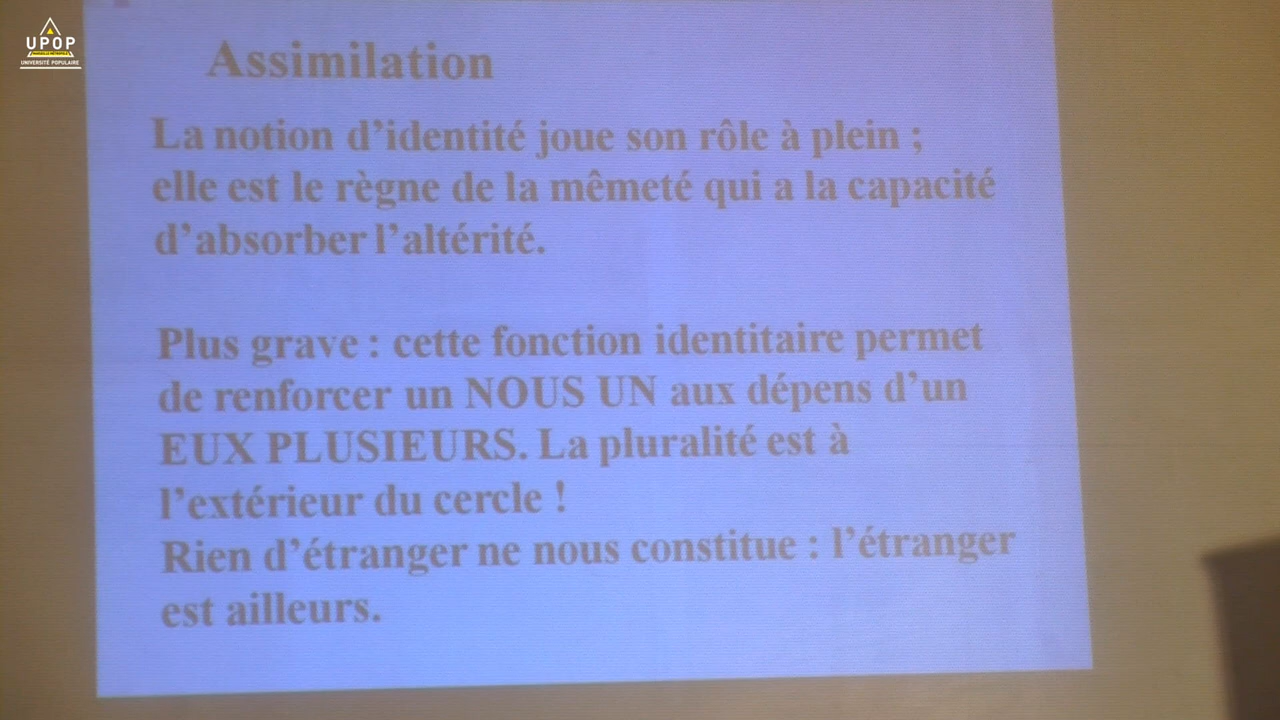 UPOP
UNIVERSITÉ POPULAIRE
Assimilation
La notion d’identité joue son rôle à plein ;
elle est le règne de la mêmeté qui a la capacité
d’absorber l’altérité.
Plus grave : cette fonction identitaire permet
de renforcer un NOUS UN aux dépens d’un
EUX PLUSIEURS. La pluralité est à
l’extérieur du cercle !
Rien d’étranger ne nous constitue : l’étranger
est ailleurs.